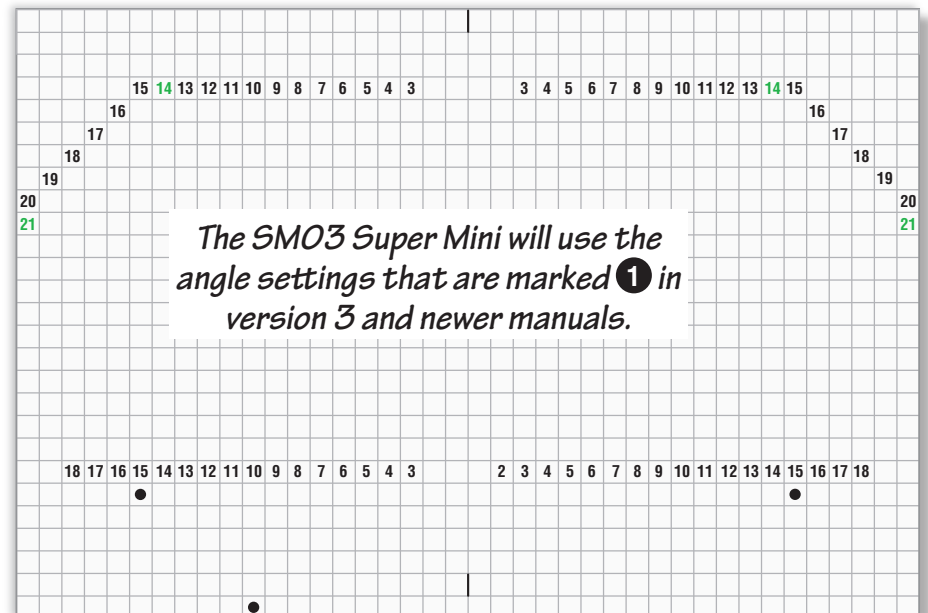 15 14 13 12 11 10 9 8 7 6 5 4 3 3 4 5 6 7 8 9 10 11 12 13 14 15
16 16
17 17
18 18
19 19
20 20
21 21
The SM03 Super Mini will use the
angle settings that are marked 1 in
version 3 and newer manuals.
18 17 16 15 14 13 12 11 10 9 8 7 6 5 4 3 2 3 4 5 6 7 8 9 10 11 12 13 14 15 16 17 18